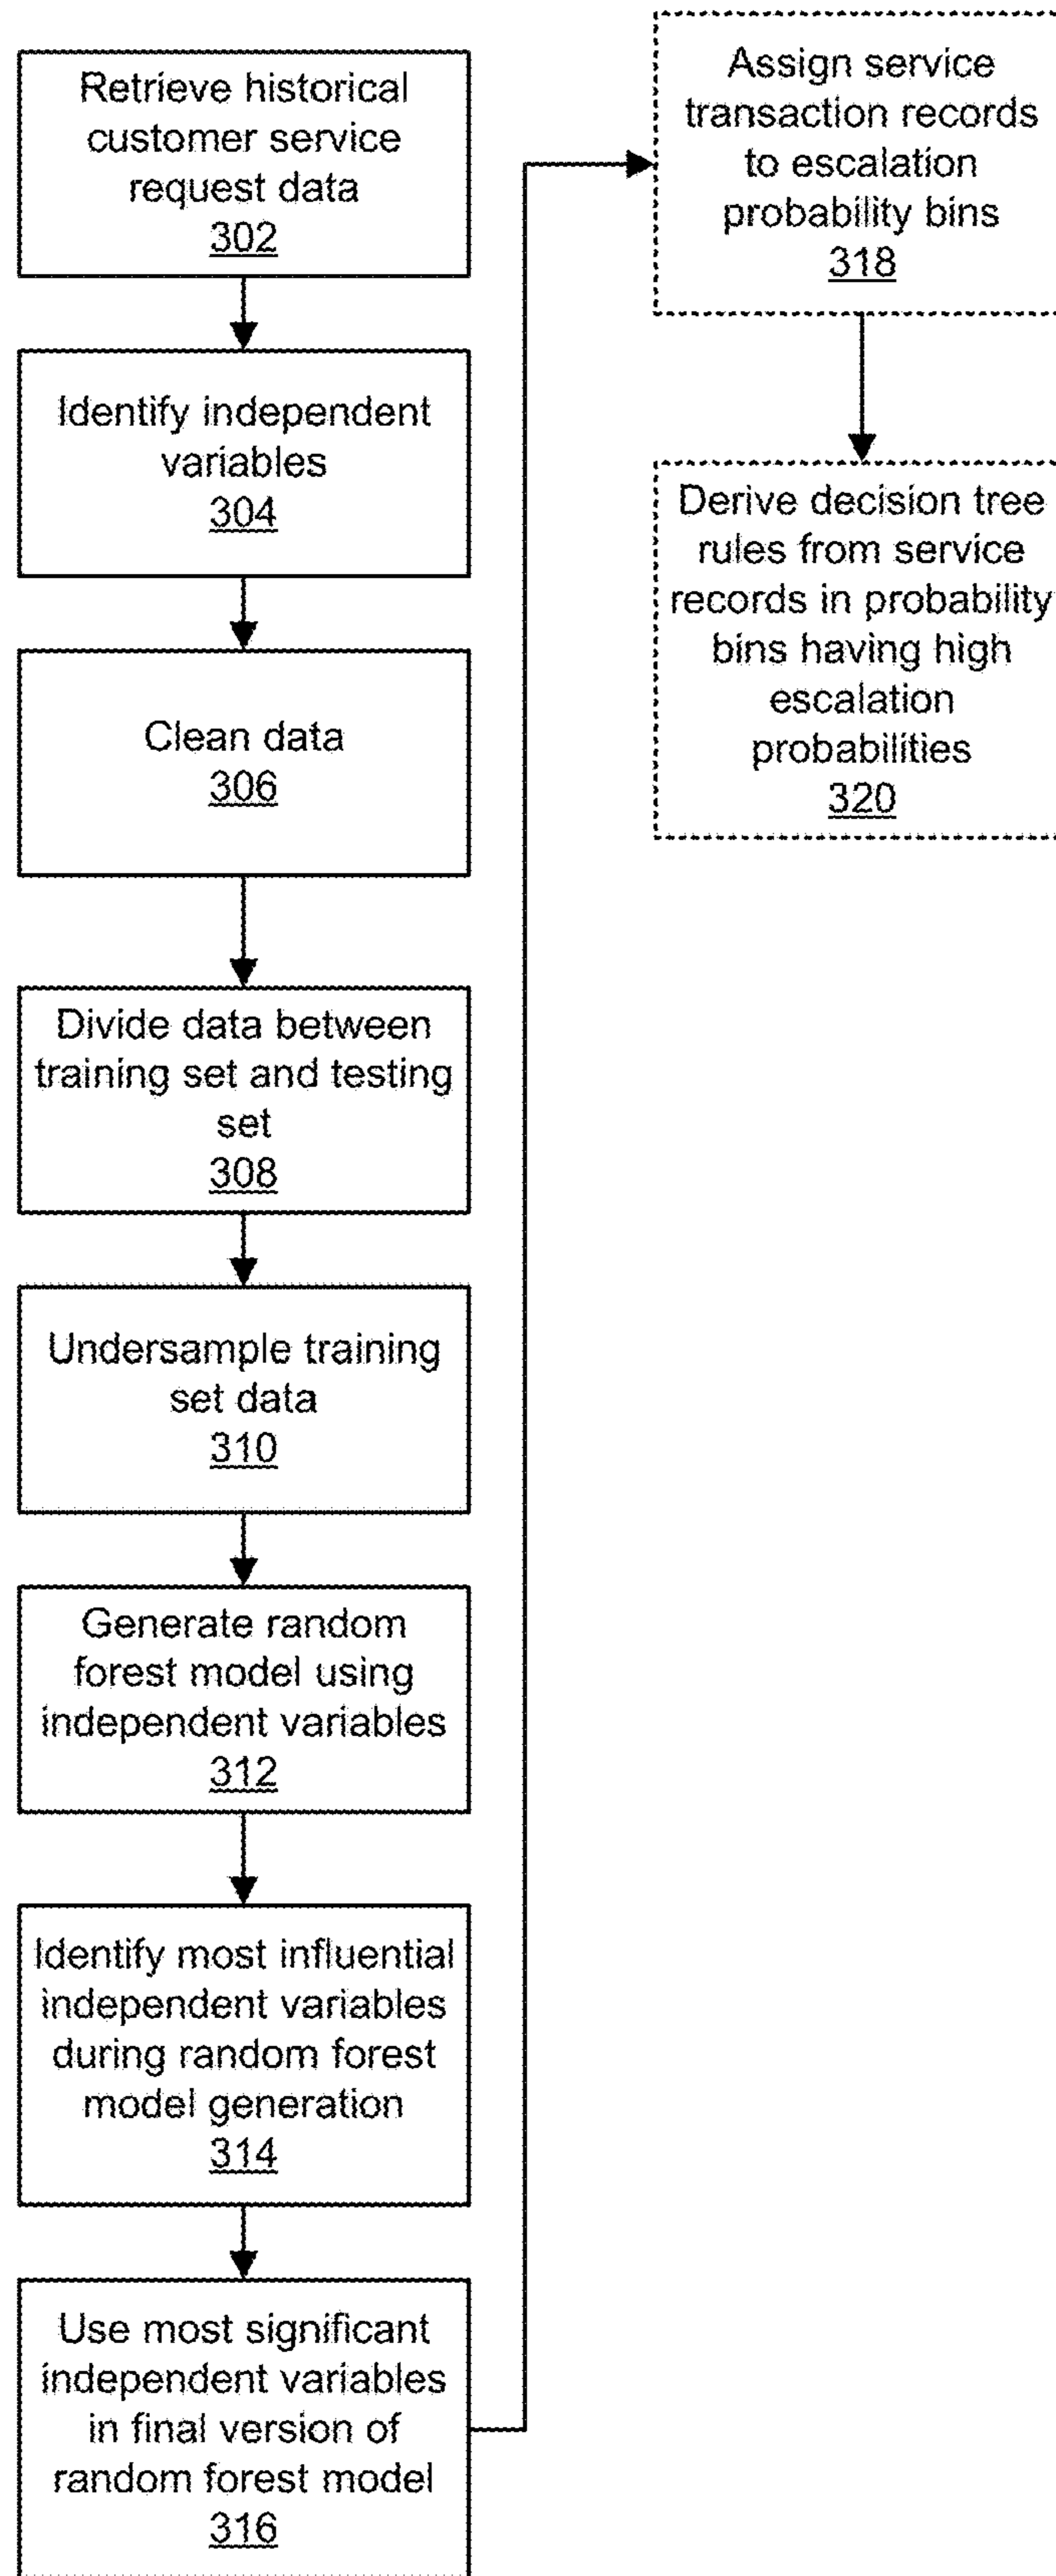 Retrieve historical
customer service
request data
302
Identify independent
variables
304
Clean data
306
Divide data between
training set and testing
set
308
Undersample training
set data
310
Generate random
forest model using
independent variables
312
Identify most influential
independent variables
during random forest
model generation
314
Use most significant
independent variables
in final version of
random forest model
316
Assign service
transaction records
to escalation
probability bins
318
Derive decision tree
rules from service
records in probability
bins having high
escalation
probabilities
320